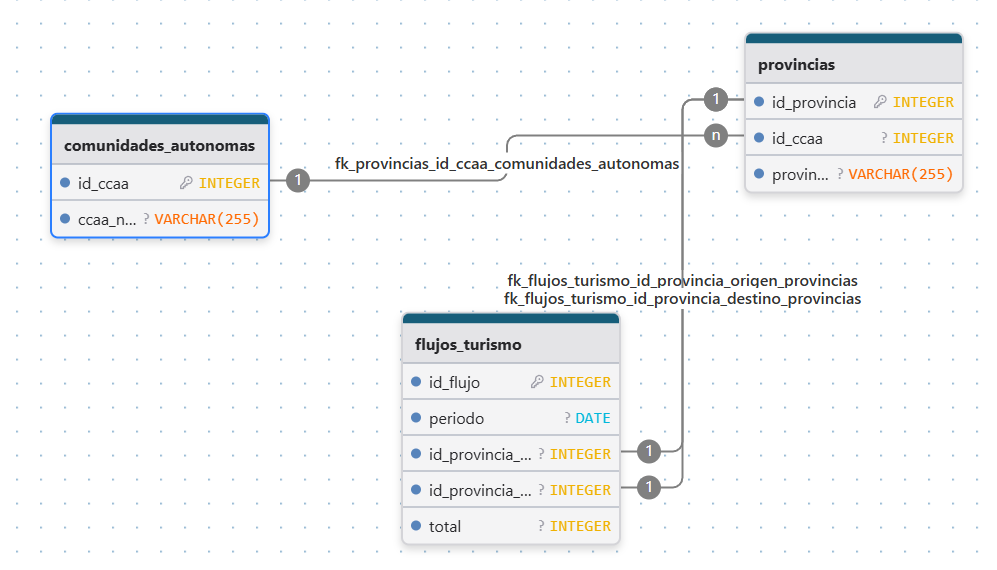 provincias
id_provincia INTEGER
1
id_ccaa ? INTEGER
n
provin... ? VARCHAR(255)
comunidades_autonomas
id_ccaa INTEGER
1
ccaa_n... ? VARCHAR(255)
fk_provincias_id_ccaa_comunidades_autonomas
fk_flujos_turismo_id_provincia_origen_provincias
fk_flujos_turismo_id_provincia_destino_provincias
flujos_turismo
id_flujo INTEGER
periodo ? DATE
id_provincia_... ? INTEGER
1
id_provincia_... ? INTEGER
1
total ? INTEGER